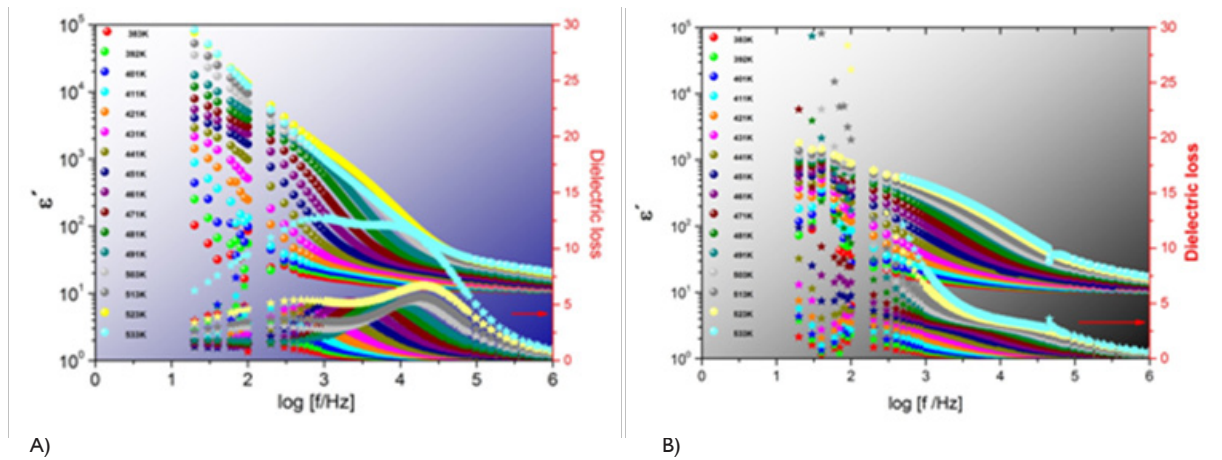 10⁵
10⁴
10³
10²
10¹
10⁰
ε´
383K
392K
401K
411K
421K
431K
441K
451K
461K
471K
481K
491K
503K
513K
523K
533K
30
25
20
15
10
5
0
Dielectric loss
0 1 2 3 4 5 6
log [f/Hz]
A)
10⁵
10⁴
10³
10²
10¹
10⁰
ε´
383K
392K
401K
411K
421K
431K
441K
451K
461K
471K
481K
491K
503K
513K
523K
533K
30
25
20
15
10
5
0
Dielectric loss
0 1 2 3 4 5 6
log [f /Hz]
B)